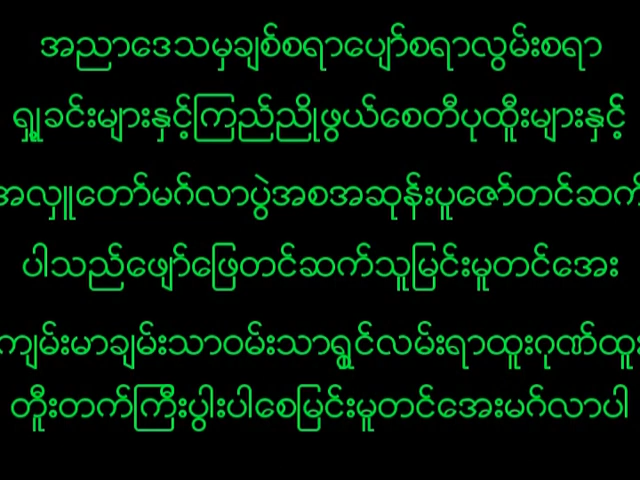 အညာဒေသမှချစ်စရာပျော်စရာလွမ်းစရာ
ရှုခင်းများနှင့်ကြည်ညိုဖွယ်စေတီပုထိူးများနှင့်
အလှူတော်မဂ်လာပွဲအစအဆုန်းပူဇော်တင်ဆက်
ပါသည်ဖျော်ဖြေတင်ဆက်သူမြင်းမူတင်အေး
ကျမ်းမာချမ်းသာဝမ်းသာရွှင်လမ်းရာထူးဂုဏ်ထူး
တိူးတက်ကြီးပွါးပါစေမြင်းမူတင်အေးမဂ်လာပါ